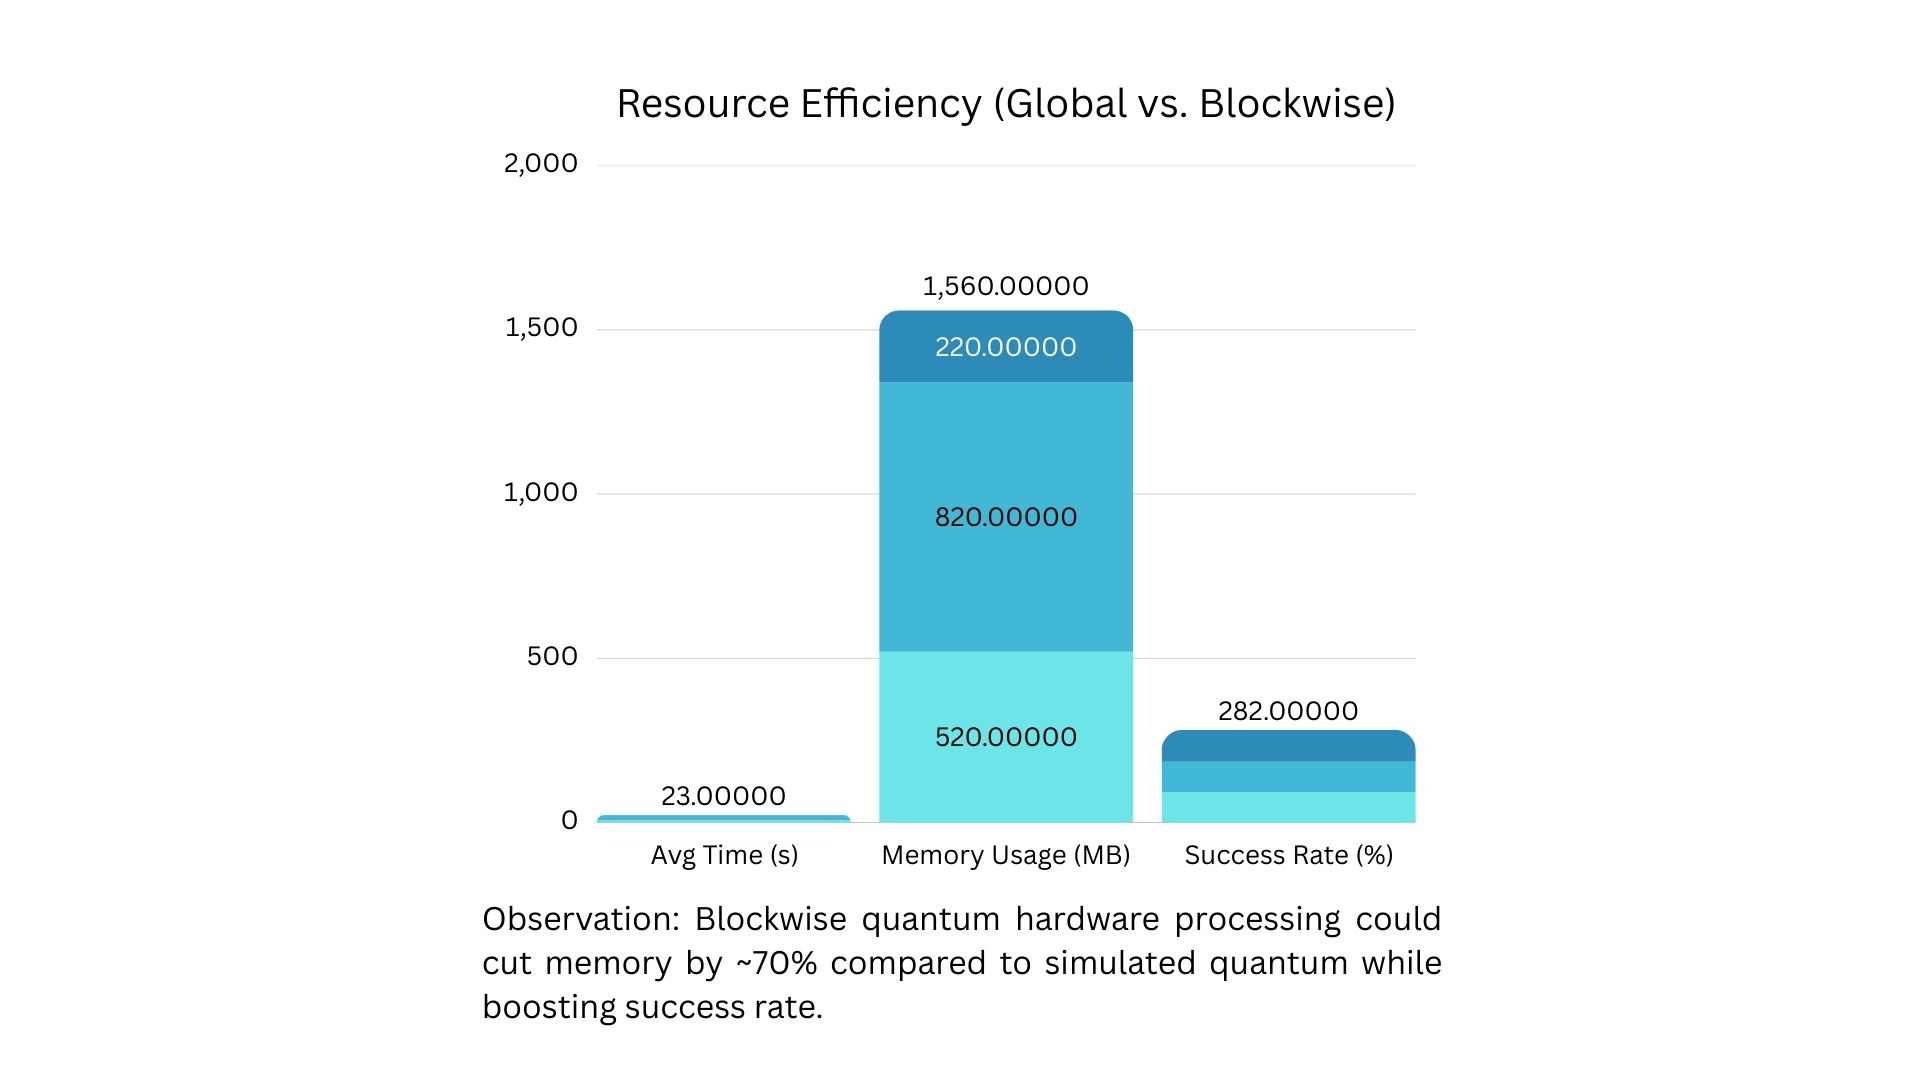 Resource Efficiency (Global vs. Blockwise)
2,000
1,560.00000
1,500
220.00000
1,000
820.00000
500
282.00000
520.00000
23.00000
0
Avg Time (s) Memory Usage (MB) Success Rate (%)
Observation: Blockwise quantum hardware processing could
cut memory by ~70% compared to simulated quantum while
boosting success rate.